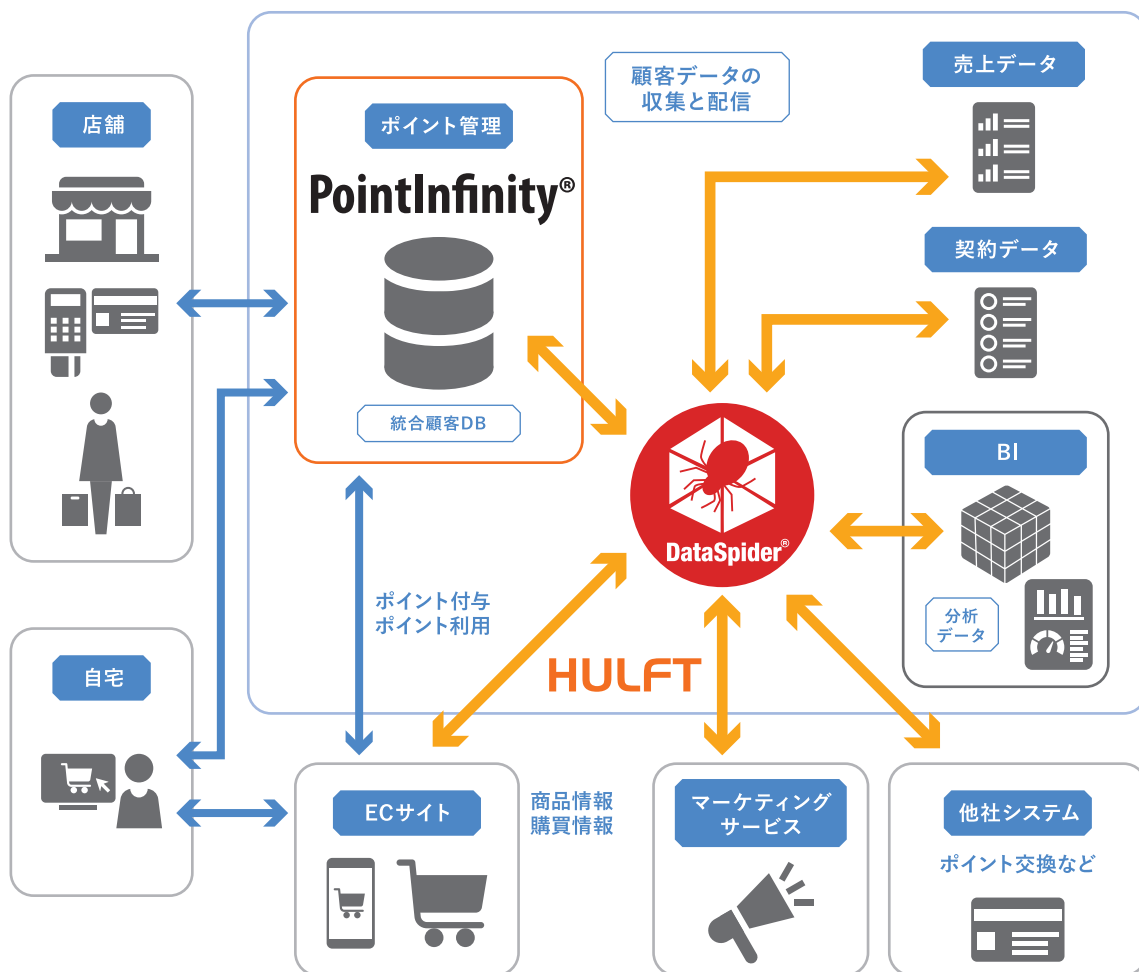 店舗
ポイント管理
PointInfinity®
統合顧客DB
顧客データの
収集と配信
売上データ
契約データ
DataSpider®
BI
分析
データ
ポイント付与
ポイント利用
HULFT
自宅
ECサイト
商品情報
購買情報
マーケティング
サービス
他社システム
ポイント交換など